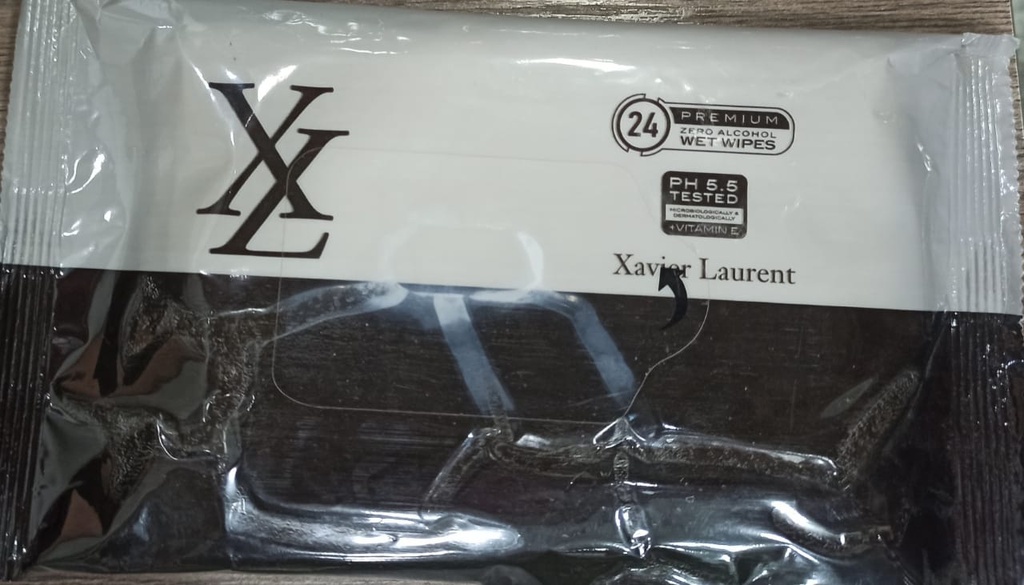 XL
24
PREMIUM
ZERO ALCOHOL
WET WIPES
PH 5.5
TESTED
MICROBIOLOGICALLY &
DERMATOLOGICALLY
+VITAMIN E
Xavier Laurent